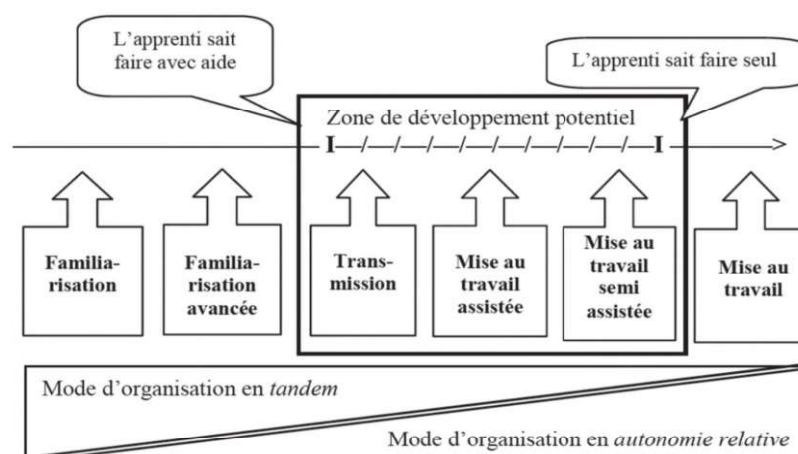 L’apprenti sait
faire avec aide
L’apprenti sait faire seul
Zone de développement potentiel
I —/—/—/—/—/—/—/—/—/— I
Familia-
risation
Familia-
risation
avancée
Trans-
mission
Mise au
travail
assistée
Mise au
travail
semi
assistée
Mise au
travail
Mode d’organisation en tandem
Mode d’organisation en autonomie relative